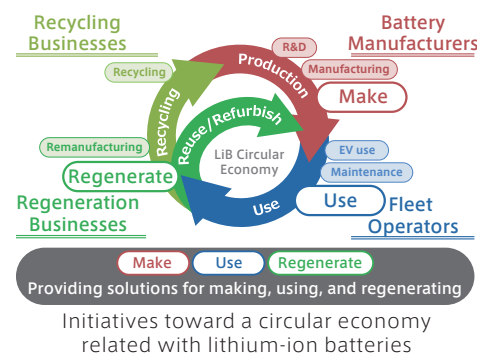 Recycling
Businesses
Battery
Manufacturers
R&D
Recycling
Manufacturing
Make
Production
Recycling
Reuse/Refurbish
LiB Circular
Economy
Use
Remanufacturing
Regenerate
EV use
Maintenance
Use
Regeneration
Businesses
Fleet
Operators
Make Use Regenerate
Providing solutions for making, using, and regenerating
Initiatives toward a circular economy
related with lithium-ion batteries